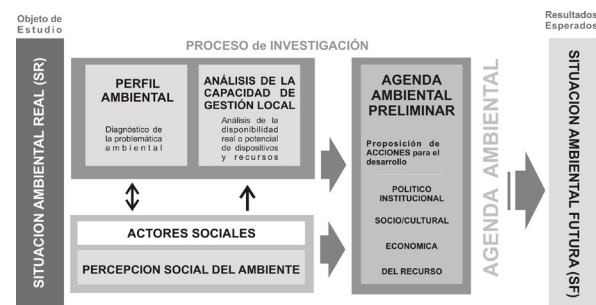 Objeto de
Estudio
Resultados
Esperados
PROCESO de INVESTIGACIÓN
SITUACION AMBIENTAL REAL (SR)
PERFIL
AMBIENTAL
Diagnóstico de
la problemática
ambiental
ANÁLISIS DE LA
CAPACIDAD DE
GESTIÓN LOCAL
Análisis de la
disponibilidad
real o potencial
de dispositivos
y recursos
ACTORES SOCIALES
PERCEPCION SOCIAL DEL AMBIENTE
AGENDA
AMBIENTAL
PRELIMINAR
Proposición de
ACCIONES para el
desarrollo
POLITICO
INSTITUCIONAL
SOCIO/CULTURAL
ECONOMICA
DEL RECURSO
AGENDA AMBIENTAL
SITUACION AMBIENTAL FUTURA (SF)